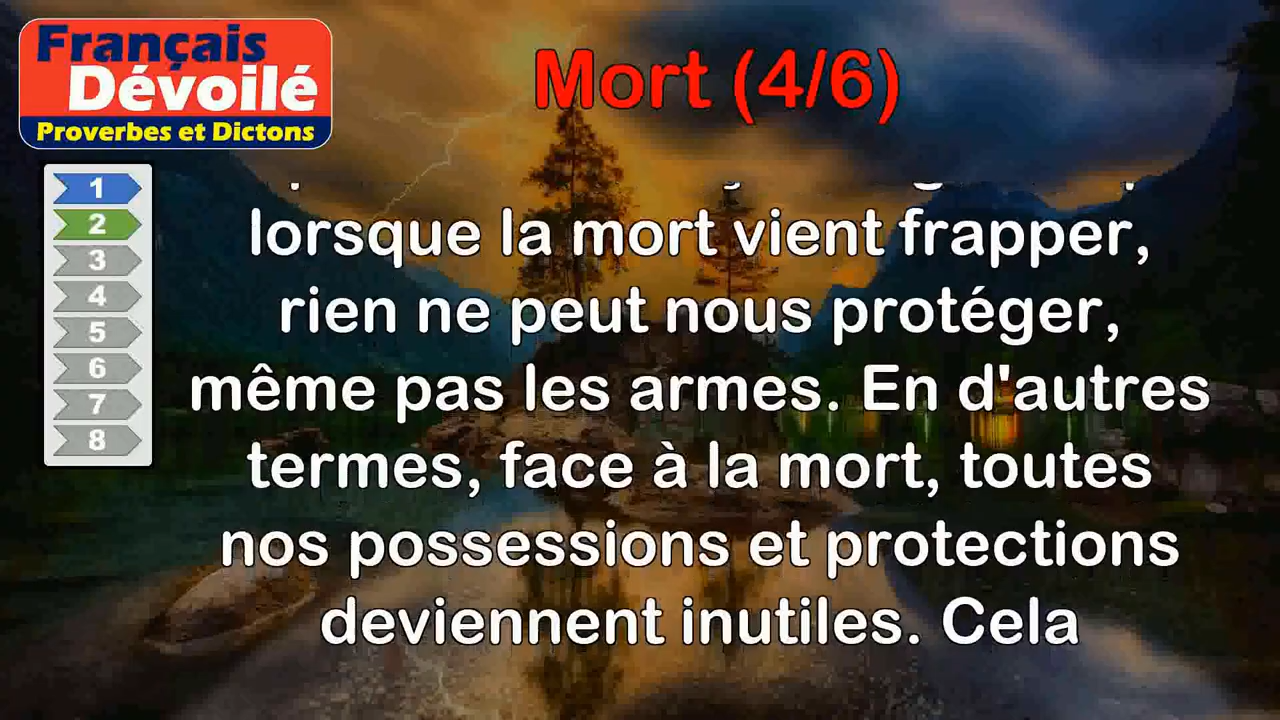 Français
Dévoilé
Proverbes et Dictons
Mort (4/6)
1
2
3
4
5
6
7
8
lorsque la mort vient frapper,
rien ne peut nous protéger,
même pas les armes. En d'autres
termes, face à la mort, toutes
nos possessions et protections
deviennent inutiles. Cela